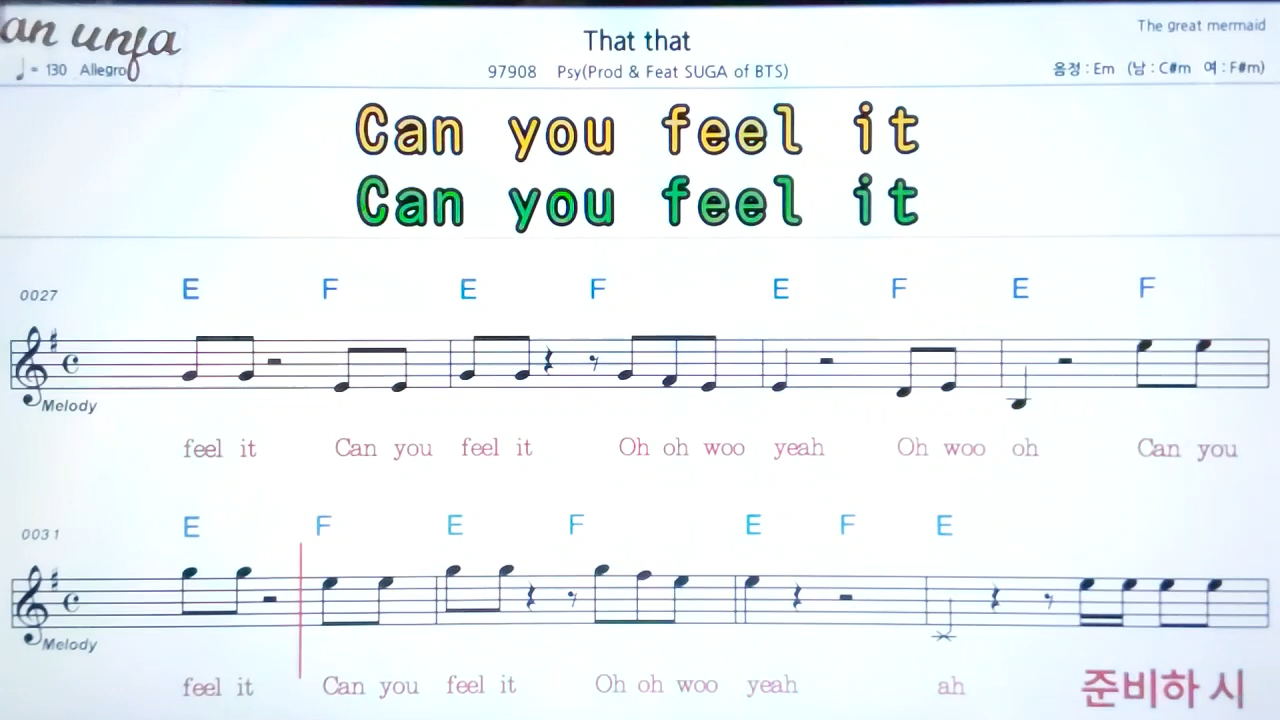 an unfa
That that
The great mermaid
♩= 130 Allegro
97908 Psy(Prod & Feat SUGA of BTS)
음정 : Em (남 : C#m 여 : F#m)
Can you feel it
Can you feel it
0027 E F E F E F E F
Melody
feel it Can you feel it Oh oh woo yeah Oh woo oh Can you
0031 E F E F E F E
Melody
feel it Can you feel it Oh oh woo yeah ah 준비하 시